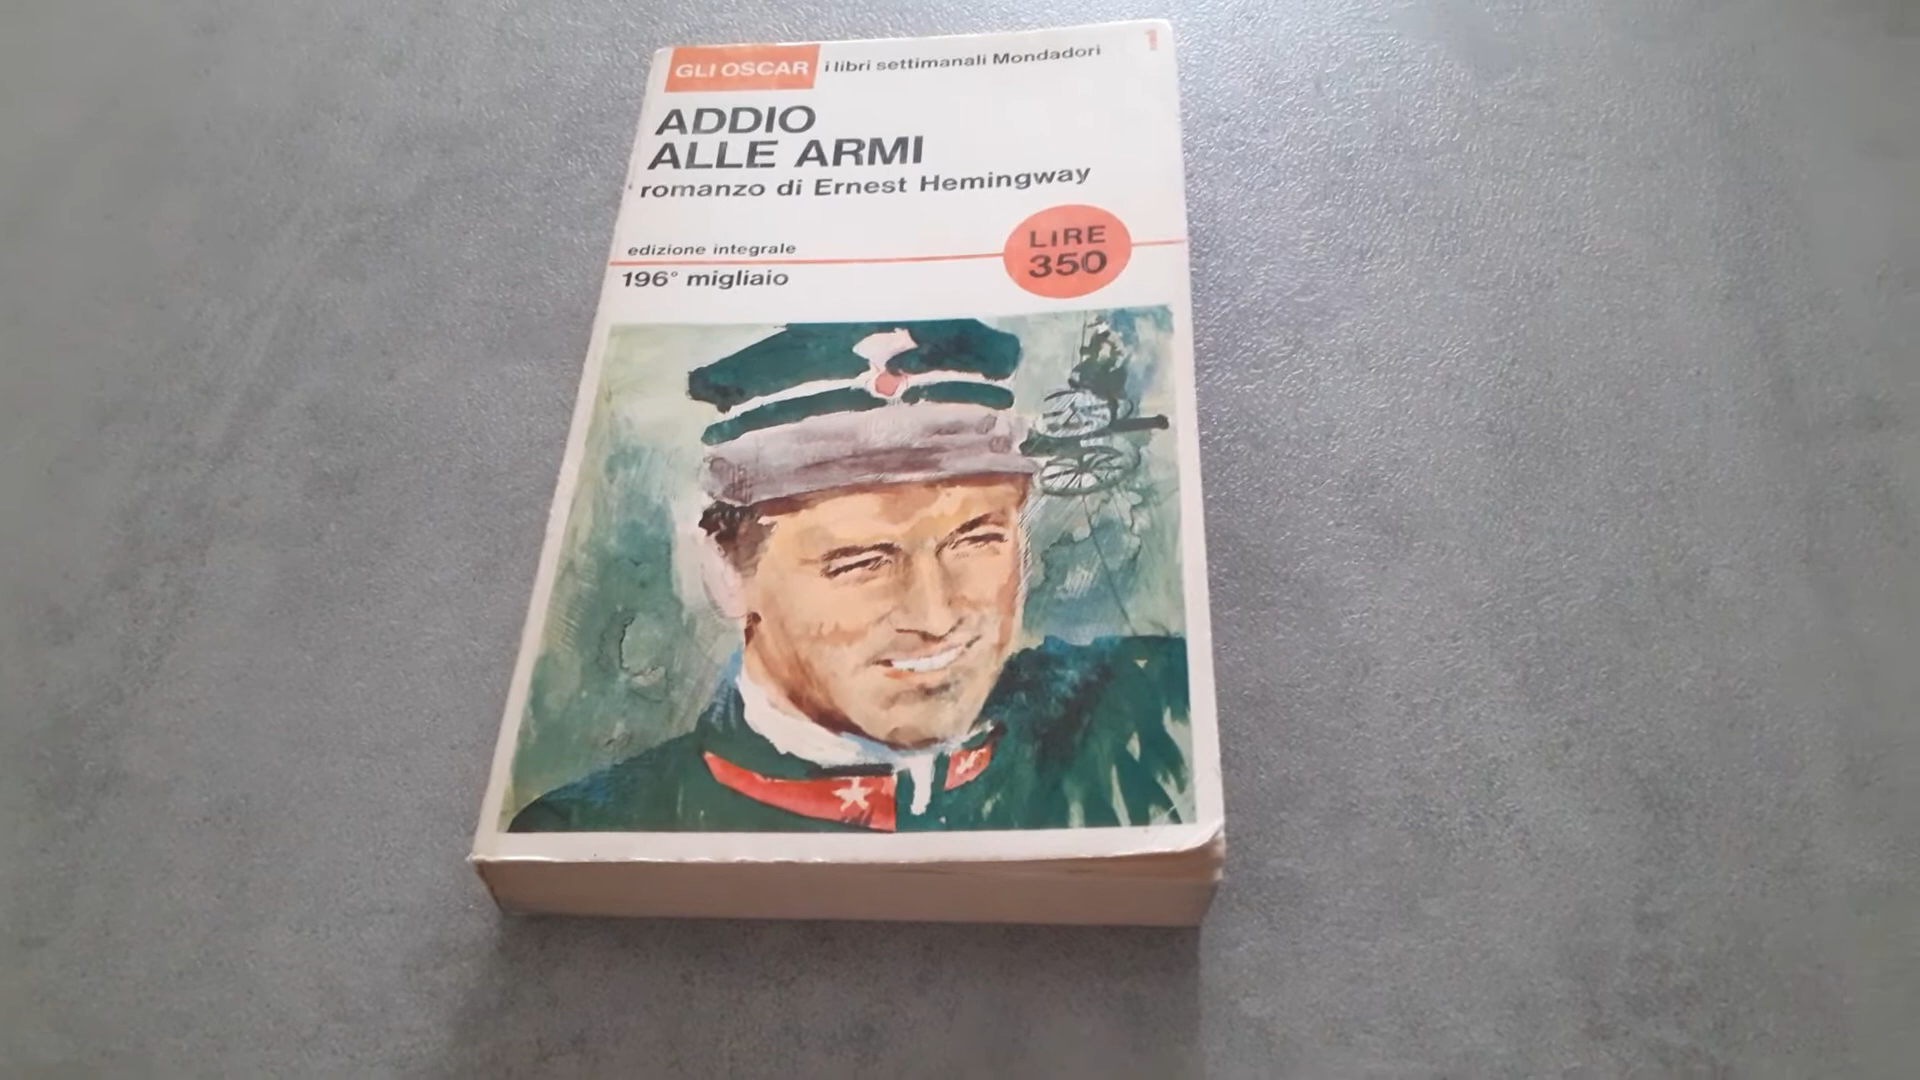 GLI OSCAR i libri settimanali Mondadori 1
ADDIO
ALLE ARMI
romanzo di Ernest Hemingway
edizione integrale
196° migliaio
LIRE
350